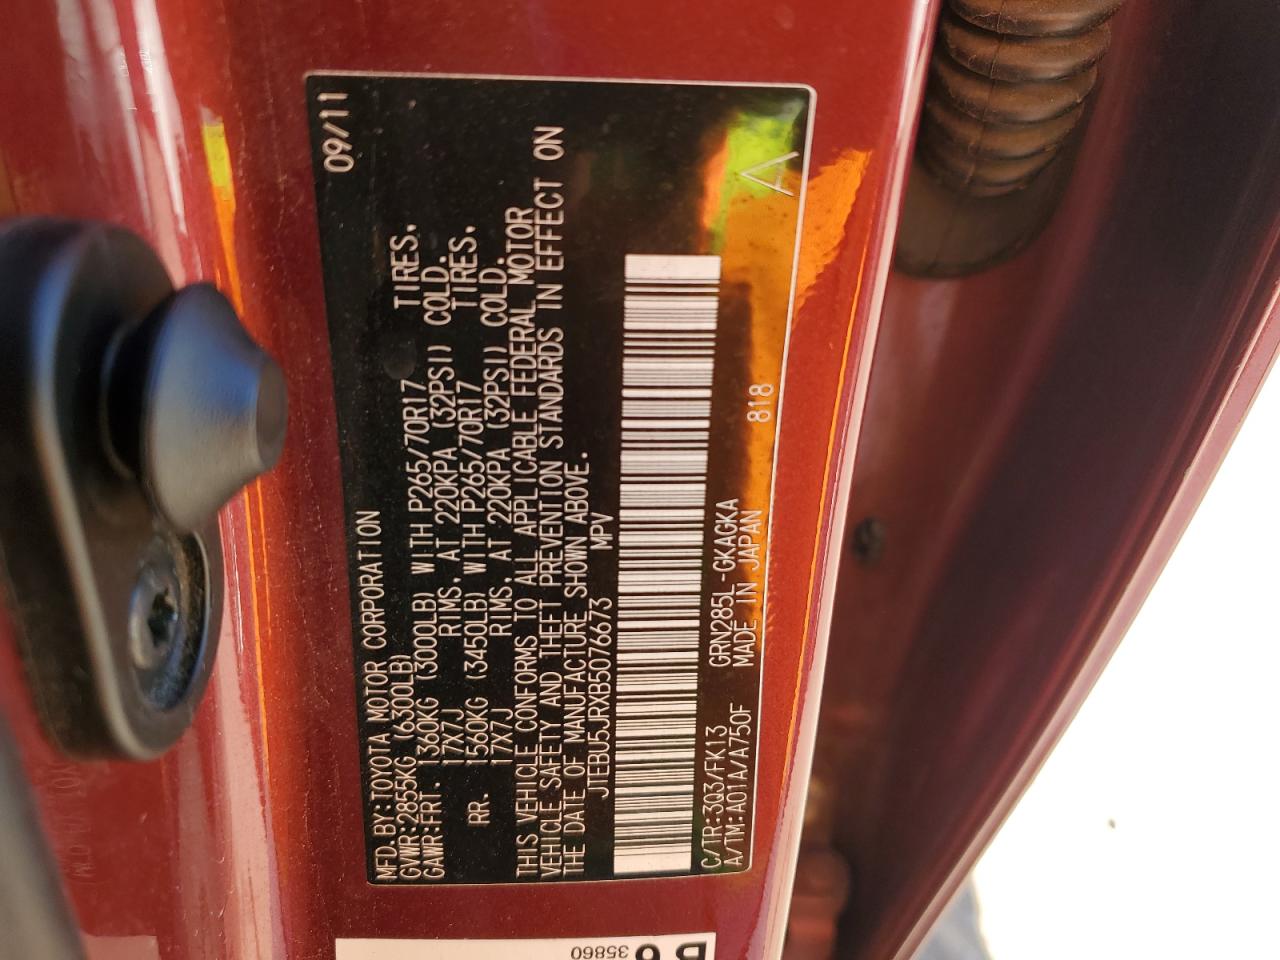 09/11
MFD.BY:TOYOTA MOTOR CORPORATION
GVWR:2855KG (6300LB)
GAWR:FRT. 1360KG (3000LB) WITH P265/70R17 TIRES,
17X7J RIMS, AT 220KPA (32PSI) COLD.
RR. 1560KG (3450LB) WITH P265/70R17 TIRES,
17X7J RIMS, AT 220KPA (32PSI) COLD.
THIS VEHICLE CONFORMS TO ALL APPLICABLE FEDERAL MOTOR
VEHICLE SAFETY AND THEFT PREVENTION STANDARDS IN EFFECT ON
THE DATE OF MANUFACTURE SHOWN ABOVE.
JTEBU5JRXB5076673 MPV
C/TR:3Q3/FK13 GRN285L-GKAGKA
A/TM:A01A/A750F MADE IN JAPAN 818
A
35860